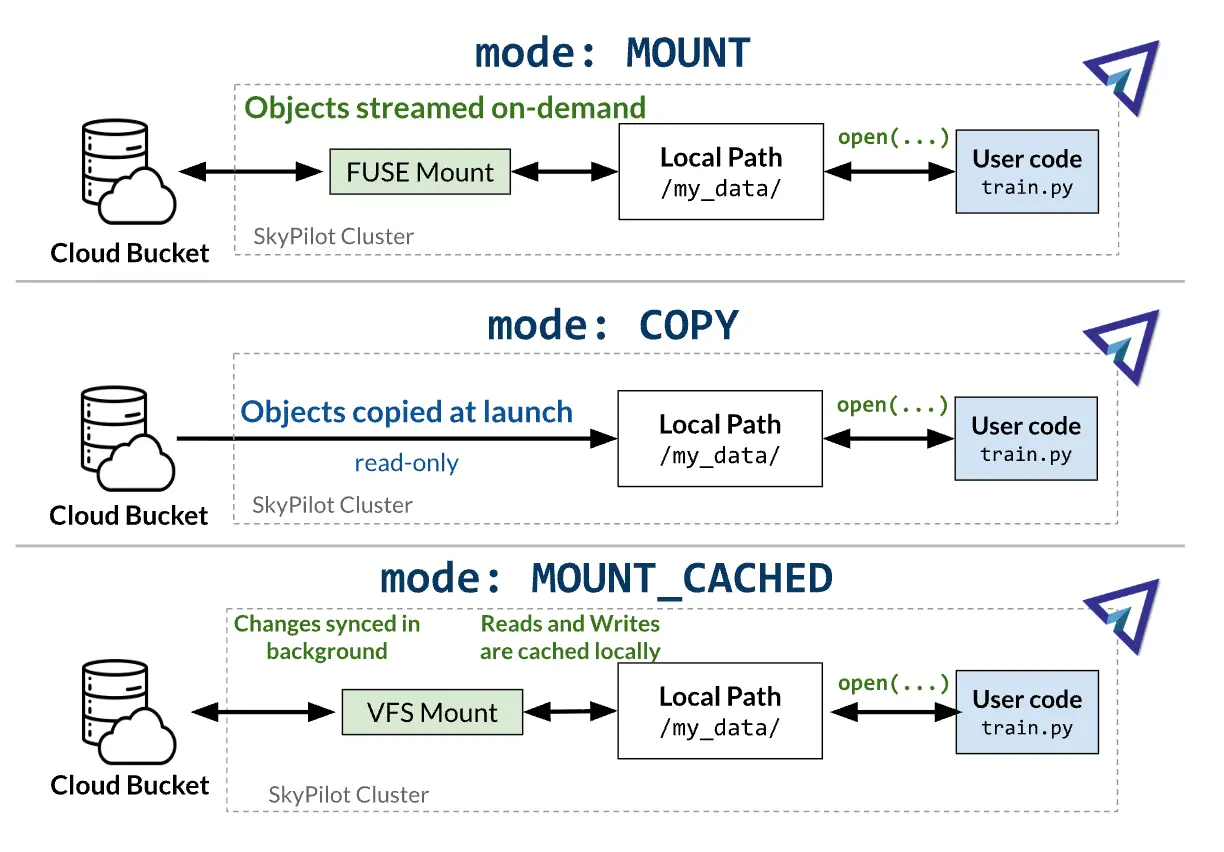 mode: MOUNT
Objects streamed on-demand
FUSE Mount
Local Path
/my_data/
open(...)
User code
train.py
SkyPilot Cluster
Cloud Bucket
mode: COPY
Objects copied at launch
read-only
Local Path
/my_data/
open(...)
User code
train.py
SkyPilot Cluster
Cloud Bucket
mode: MOUNT_CACHED
Changes synced in
background
Reads and Writes
are cached locally
VFS Mount
Local Path
/my_data/
open(...)
User code
train.py
SkyPilot Cluster
Cloud Bucket